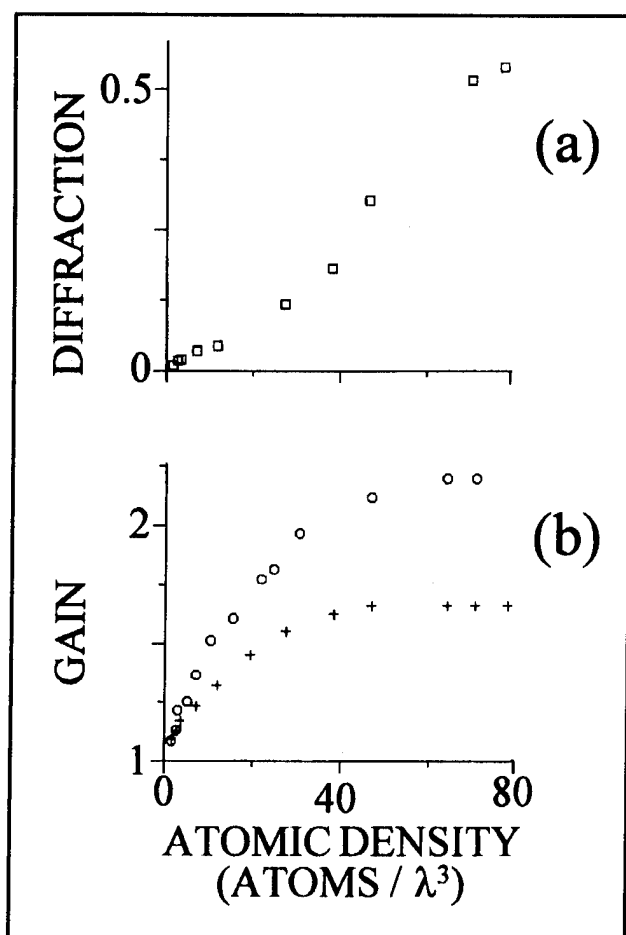 0.5
DIFFRACTION
(a)
0
2
(b)
GAIN
1
0 40 80
ATOMIC DENSITY
(ATOMS / λ³)